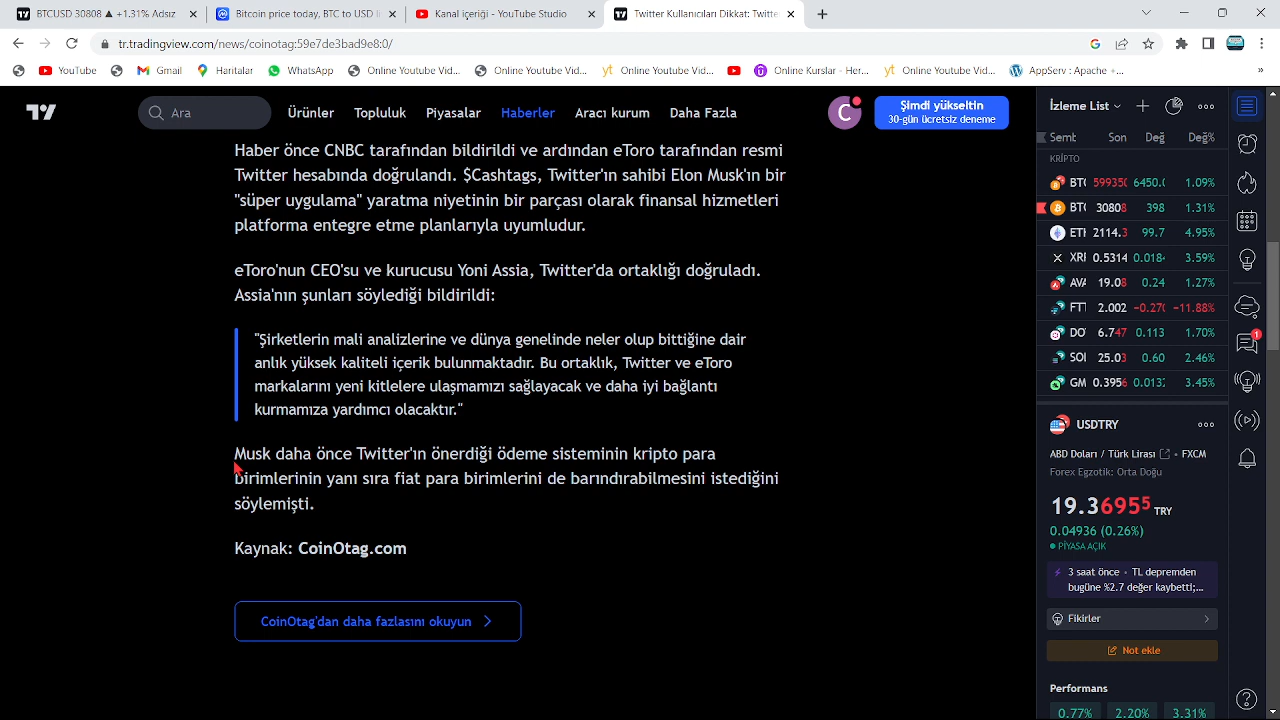 BTCUSD 30808 ▲ +1.31% Adsız
Bitcoin price today, BTC to USD li
Kanal içeriği - YouTube Studio
Twitter Kullanıcıları Dikkat: Twitte
tr.tradingview.com/news/coinotag:59e7de3bad9e8:0/
YouTube
Gmail
Haritalar
WhatsApp
Online Youtube Vid...
Online Youtube Vid...
yt Online Youtube Vid...
Online Kurslar - Her...
yt Online Youtube Vid...
AppServ : Apache +...
»
Ara
Ürünler
Topluluk
Piyasalar
Haberler
Aracı kurum
Daha Fazla
C
Şimdi yükseltin
30-gün ücretsiz deneme
Haber önce CNBC tarafından bildirildi ve ardından eToro tarafından resmi
Twitter hesabında doğrulandı. $Cashtags, Twitter'ın sahibi Elon Musk'ın bir
"süper uygulama" yaratma niyetinin bir parçası olarak finansal hizmetleri
platforma entegre etme planlarıyla uyumludur.
eToro'nun CEO'su ve kurucusu Yoni Assia, Twitter'da ortaklığı doğruladı.
Assia'nın şunları söylediği bildirildi:
"Şirketlerin mali analizlerine ve dünya genelinde neler olup bittiğine dair
anlık yüksek kaliteli içerik bulunmaktadır. Bu ortaklık, Twitter ve eToro
markalarını yeni kitlelere ulaşmamızı sağlayacak ve daha iyi bağlantı
kurmamıza yardımcı olacaktır."
Musk daha önce Twitter'ın önerdiği ödeme sisteminin kripto para
birimlerinin yanı sıra fiat para birimlerini de barındırabilmesini istediğini
söylemişti.
Kaynak: CoinOtag.com
CoinOtag'dan daha fazlasını okuyun
İzleme List
Semb Son Değ Değ%
KRİPTO
BTC 599350 6450.0 1.09%
BTC 30808 398 1.31%
ETH 2114.3 99.7 4.95%
XRI 0.5314 0.0184 3.59%
AVA 19.08 0.24 1.27%
FTT 2.002 −0.270 −11.88%
DO 6.747 0.113 1.70%
SOL 25.03 0.60 2.46%
GM 0.3956 0.0132 3.45%
1
USDTRY
ABD Doları / Türk Lirası • FXCM
Forex Egzotik: Orta Doğu
19.36955 TRY
0.04936 (0.26%)
PİYASA AÇIK
3 saat önce • TL depremden
bugüne %2.7 değer kaybetti;...
Fikirler
Not ekle
Performans
0.77% 2.20% 3.31%